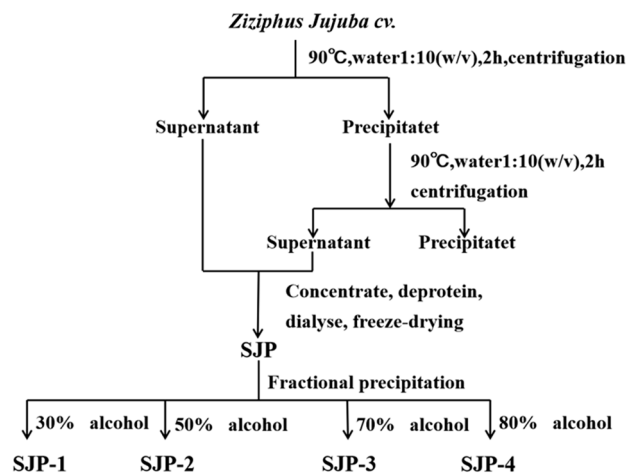 Ziziphus Jujuba cv.
90℃,water1:10(w/v),2h,centrifugation
Supernatant Precipitatet
90℃,water1:10(w/v),2h
centrifugation
Supernatant Precipitatet
Concentrate, deprotein,
dialyse, freeze-drying
SJP
Fractional precipitation
30% alcohol 50% alcohol 70% alcohol 80% alcohol
SJP-1 SJP-2 SJP-3 SJP-4